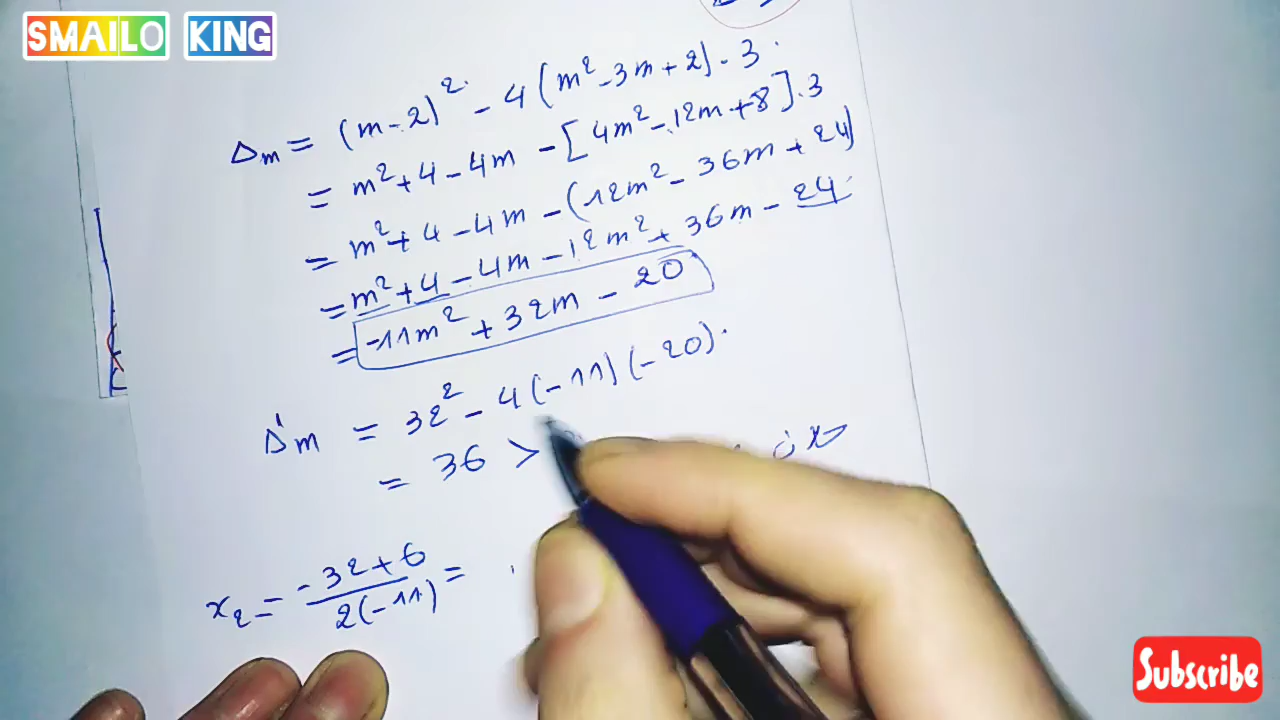 SMAILO KING
Δm = (m-2)² - 4(m²-3m+2)·3
= m²+4-4m-[4m²-12m+8]·3
= m²+4-4m-(12m²-36m+24)
= m²+4-4m-12m²+36m-24
= -11m²+32m-20
Δ'm = 32²-4(-11)(-20).
= 36 >
x₂ = -32+6/2(-11) =
Subscribe